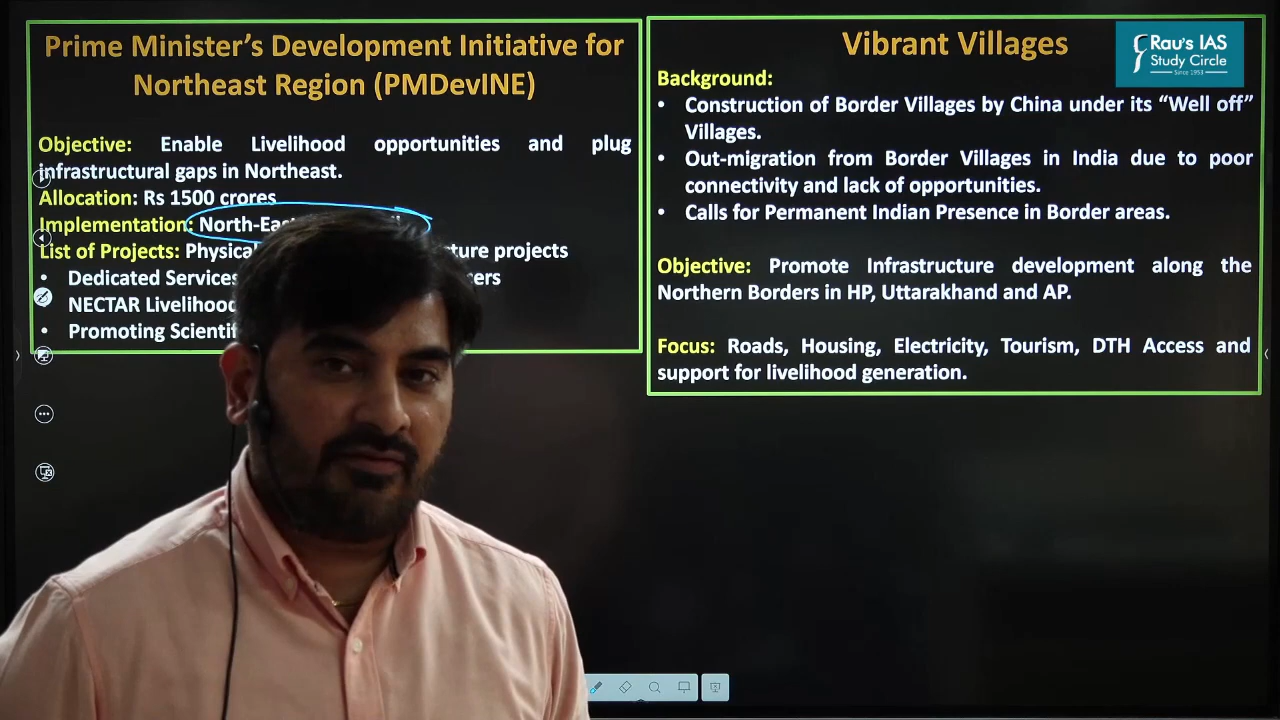 Prime Minister's Development Initiative for
Northeast Region (PMDevINE)
Objective: Enable Livelihood opportunities and plug
infrastructural gaps in Northeast.
Allocation: Rs 1500 crores
Implementation: North-Ea
List of Projects: Physical ture projects
• Dedicated Services cers
NECTAR Livelihood
• Promoting Scientif
Vibrant Villages
Background:
• Construction of Border Villages by China under its “Well off”
Villages.
• Out-migration from Border Villages in India due to poor
connectivity and lack of opportunities.
• Calls for Permanent Indian Presence in Border areas.
Objective: Promote Infrastructure development along the
Northern Borders in HP, Uttarakhand and AP.
Focus: Roads, Housing, Electricity, Tourism, DTH Access and
support for livelihood generation.
Rau's IAS
Study Circle
Since 1953